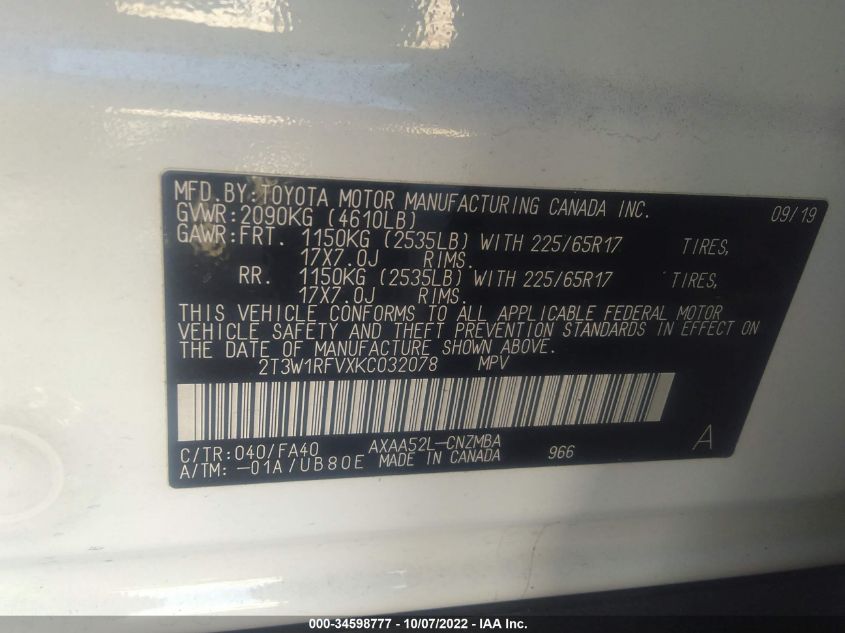 MFD. BY: TOYOTA MOTOR MANUFACTURING CANADA INC. 09/19
GVWR: 2090KG (4610LB)
GAWR: FRT. 1150KG (2535LB) WITH 225/65R17 TIRES,
17X7.0J RIMS.
RR. 1150KG (2535LB) WITH 225/65R17 TIRES,
17X7.0J RIMS.
THIS VEHICLE CONFORMS TO ALL APPLICABLE FEDERAL MOTOR
VEHICLE SAFETY AND THEFT PREVENTION STANDARDS IN EFFECT ON
THE DATE OF MANUFACTURE SHOWN ABOVE.
2T3W1RFVXKC032078 MPV
C/TR: 040/FA40 AXAA52L-CNZMBA A
A/TM: -01A/UB80E MADE IN CANADA 966
000-34598777 - 10/07/2022 - IAA Inc.